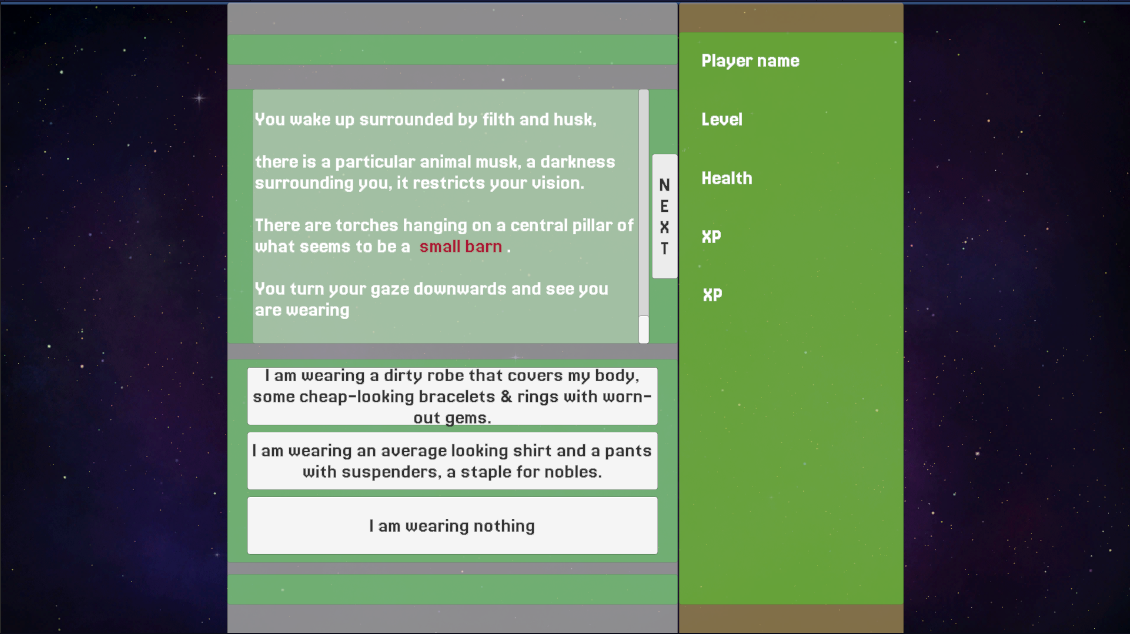 You wake up surrounded by filth and husk,
there is a particular animal musk, a darkness
surrounding you, it restricts your vision.
There are torches hanging on a central pillar of
what seems to be a small barn .
You turn your gaze downwards and see you
are wearing
NEXT
I am wearing a dirty robe that covers my body,
some cheap-looking bracelets & rings with worn-
out gems.
I am wearing an average looking shirt and a pants
with suspenders, a staple for nobles.
I am wearing nothing
Player name
Level
Health
XP
XP